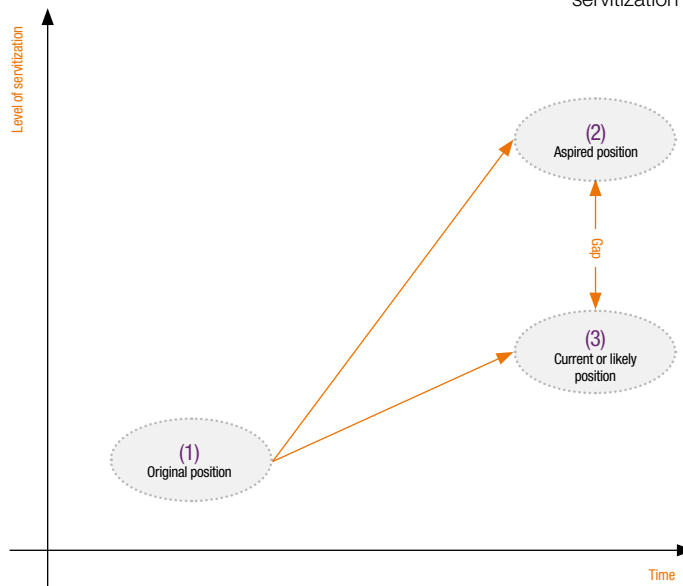 servitization
Level of servitization
(2)
Aspired position
Gap
(3)
Current or likely
position
(1)
Original position
Time